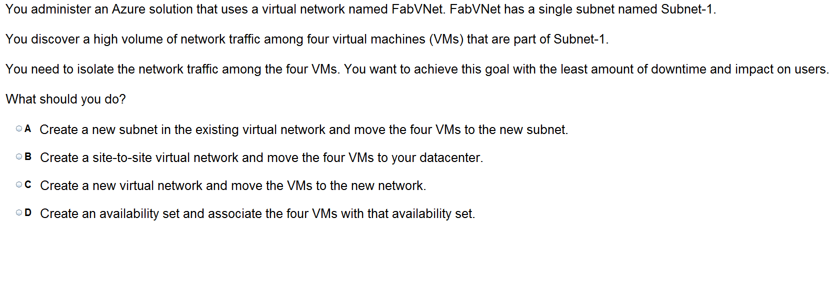 You administer an Azure solution that uses a virtual network named FabVNet. FabVNet has a single subnet named Subnet-1.
You discover a high volume of network traffic among four virtual machines (VMs) that are part of Subnet-1.
You need to isolate the network traffic among the four VMs. You want to achieve this goal with the least amount of downtime and impact on users.
What should you do?
A Create a new subnet in the existing virtual network and move the four VMs to the new subnet.
B Create a site-to-site virtual network and move the four VMs to your datacenter.
C Create a new virtual network and move the VMs to the new network.
D Create an availability set and associate the four VMs with that availability set.